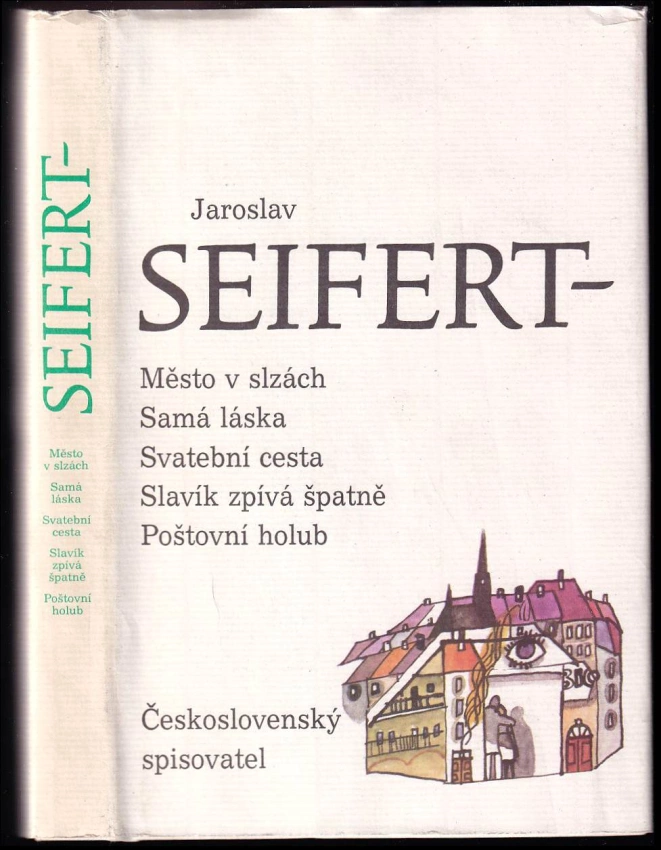 SEIFERT-
Město
v slzách
Samá
láska
Svatební
cesta
Slavík
zpívá
špatně
Poštovní
holub
Jaroslav
SEIFERT-
Město v slzách
Samá láska
Svatební cesta
Slavík zpívá špatně
Poštovní holub
Československý
spisovatel
BIO